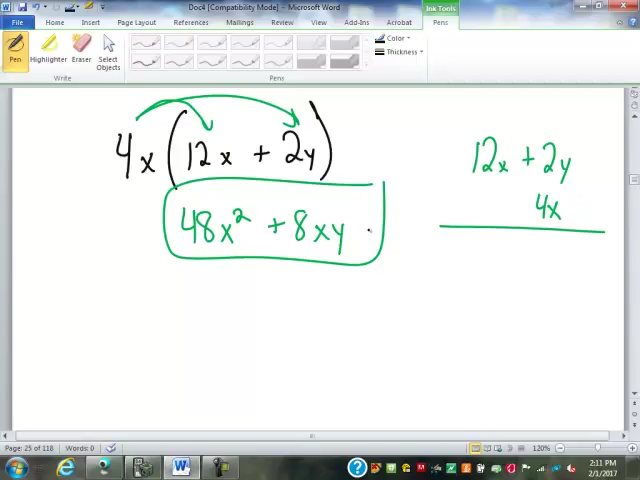 Doc4 [Compatibility Mode] - Microsoft Word
Ink Tools
File Home Insert Page Layout References Mailings Review View Add-Ins Acrobat Pens
Pen Highlighter Eraser Select Objects
Color
Thickness
Write Pens
4x(12x + 2y)
48x² + 8xy
12x + 2y
4x
Page: 25 of 118 Words: 0 120%
2:11 PM
2/1/2017